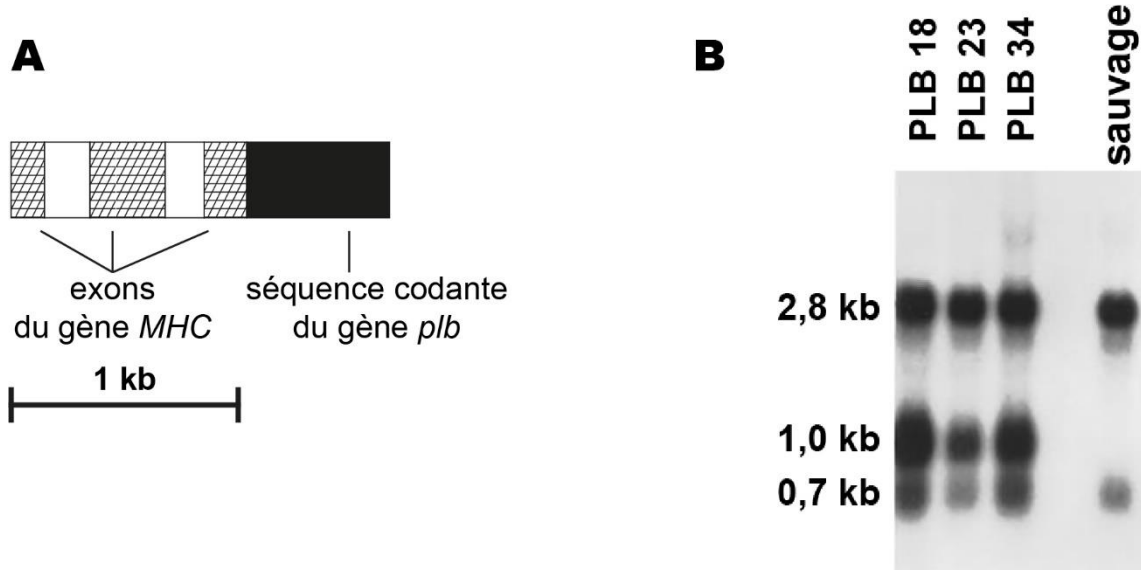 A
exons
du gène MHC
séquence codante
du gène plb
1 kb
B
PLB 18
PLB 23
PLB 34
sauvage
2,8 kb
1,0 kb
0,7 kb